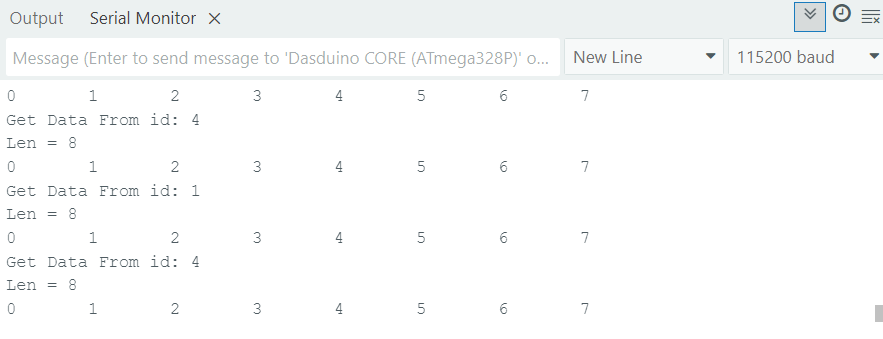 Output Serial Monitor
Message (Enter to send message to 'Dasduino CORE (ATmega328P)' o... New Line 115200 baud
0 1 2 3 4 5 6 7
Get Data From id: 4
Len = 8
0 1 2 3 4 5 6 7
Get Data From id: 1
Len = 8
0 1 2 3 4 5 6 7
Get Data From id: 4
Len = 8
0 1 2 3 4 5 6 7